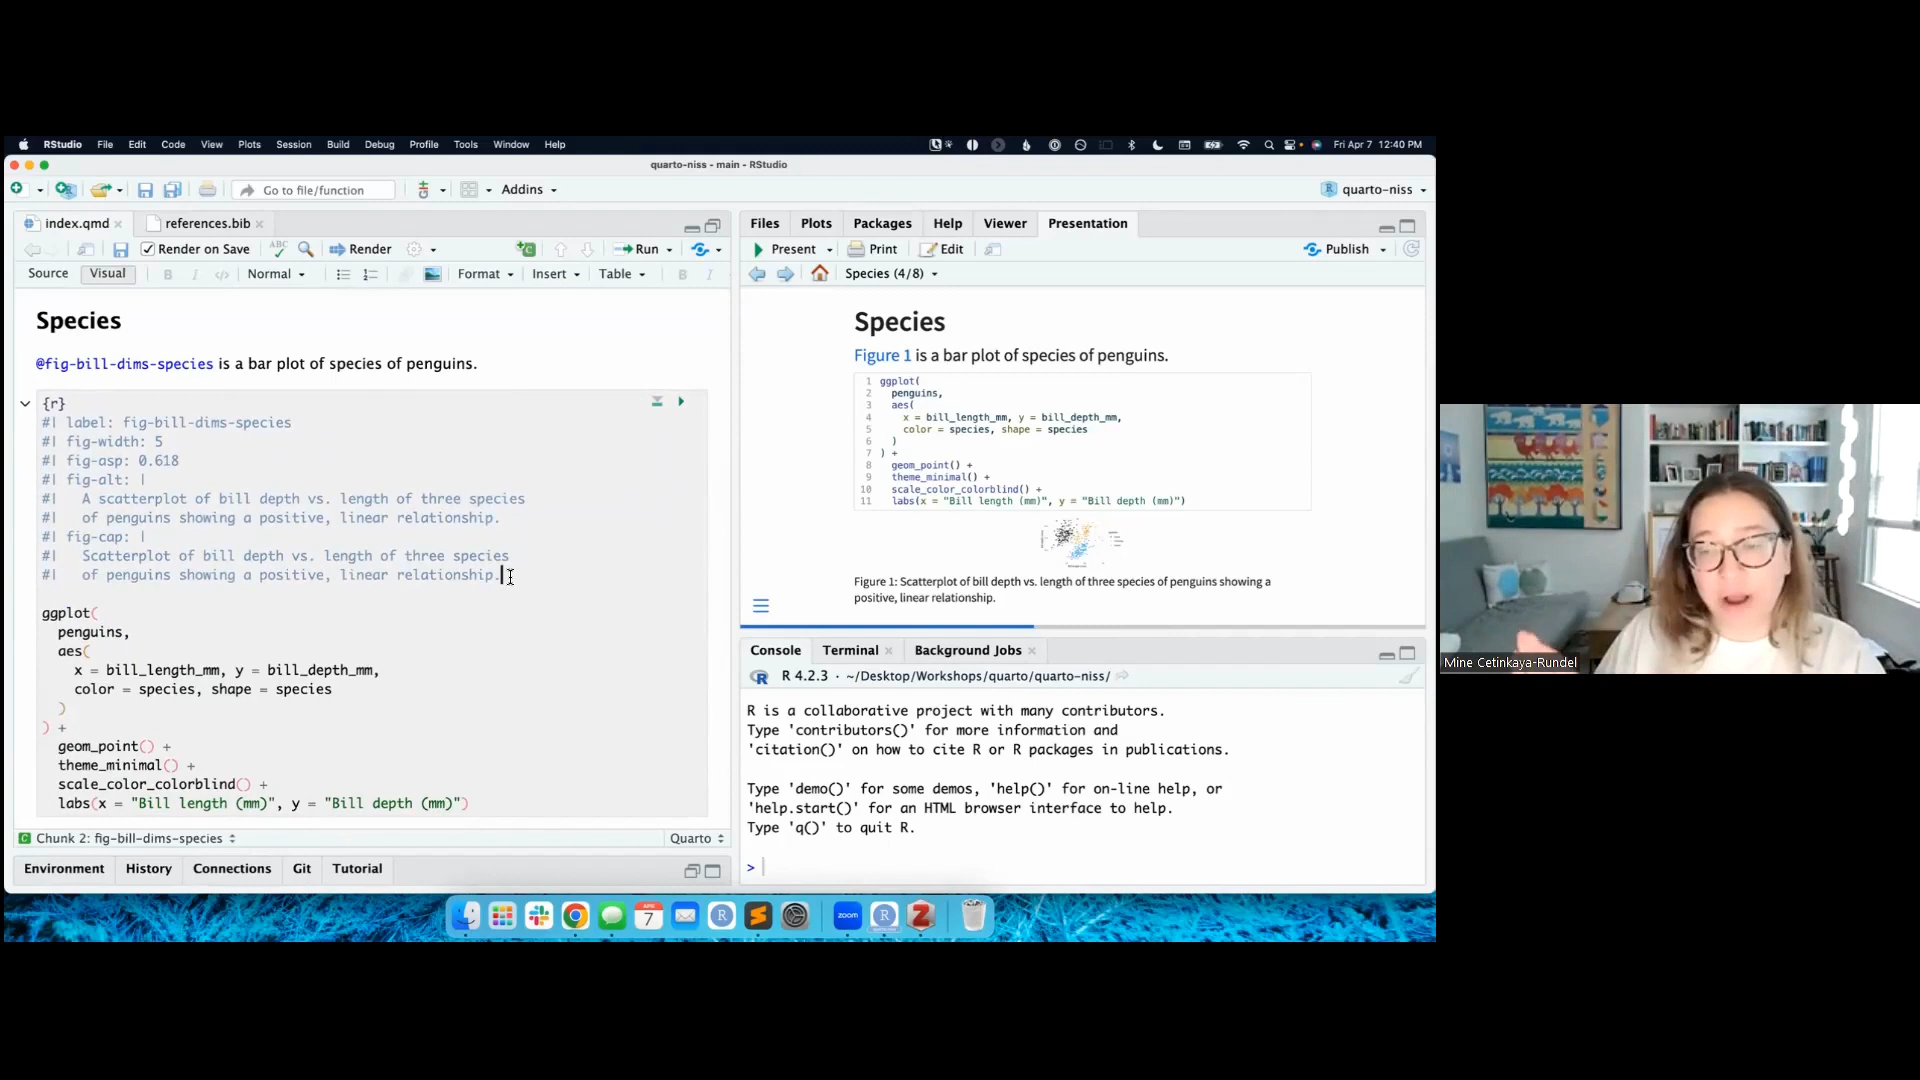 RStudio File Edit Code View Plots Session Build Debug Profile Tools Window Help Fri Apr 7 12:40 PM
quarto-niss - main - RStudio
Go to file/function Addins quarto-niss
index.qmd references.bib
Render on Save ABC Render Run
Source Visual B I </> Normal Format Insert Table B I
Species
@fig-bill-dims-species is a bar plot of species of penguins.
{r}
#| label: fig-bill-dims-species
#| fig-width: 5
#| fig-asp: 0.618
#| fig-alt: |
#|   A scatterplot of bill depth vs. length of three species
#|   of penguins showing a positive, linear relationship.
#| fig-cap: |
#|   Scatterplot of bill depth vs. length of three species
#|   of penguins showing a positive, linear relationship.
ggplot(
  penguins,
  aes(
    x = bill_length_mm, y = bill_depth_mm,
    color = species, shape = species
  )
) +
  geom_point() +
  theme_minimal() +
  scale_color_colorblind() +
  labs(x = "Bill length (mm)", y = "Bill depth (mm)")
Chunk 2: fig-bill-dims-species Quarto
Environment History Connections Git Tutorial
Files Plots Packages Help Viewer Presentation
Present Print Edit Publish
Species (4/8)
Species
Figure 1 is a bar plot of species of penguins.
1 ggplot(
2   penguins,
3   aes(
4     x = bill_length_mm, y = bill_depth_mm,
5     color = species, shape = species
6   )
7 ) +
8   geom_point() +
9   theme_minimal() +
10   scale_color_colorblind() +
11   labs(x = "Bill length (mm)", y = "Bill depth (mm)")
Figure 1: Scatterplot of bill depth vs. length of three species of penguins showing a
positive, linear relationship.
Console Terminal Background Jobs
R 4.2.3 · ~/Desktop/Workshops/quarto/quarto-niss/
R is a collaborative project with many contributors.
Type 'contributors()' for more information and
'citation()' on how to cite R or R packages in publications.
Type 'demo()' for some demos, 'help()' for on-line help, or
'help.start()' for an HTML browser interface to help.
Type 'q()' to quit R.
>
APR
7
R
zoom
R
Z
Mine Cetinkaya-Rundel